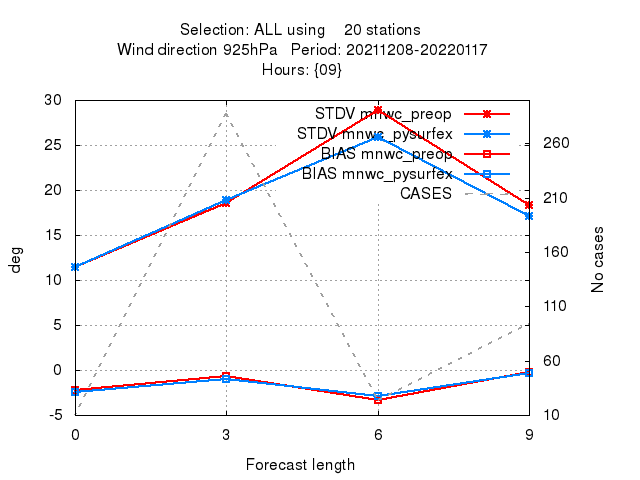 Selection: ALL using    20 stations
Wind direction 925hPa   Period: 20211208-20220117
Hours: {09}
30
25
20
15
10
5
0
-5
deg
STDV mnwc_preop
STDV mnwc_pysurfex
BIAS mnwc_preop
BIAS mnwc_pysurfex
CASES
260
210
160
110
60
10
No cases
0 3 6 9
Forecast length